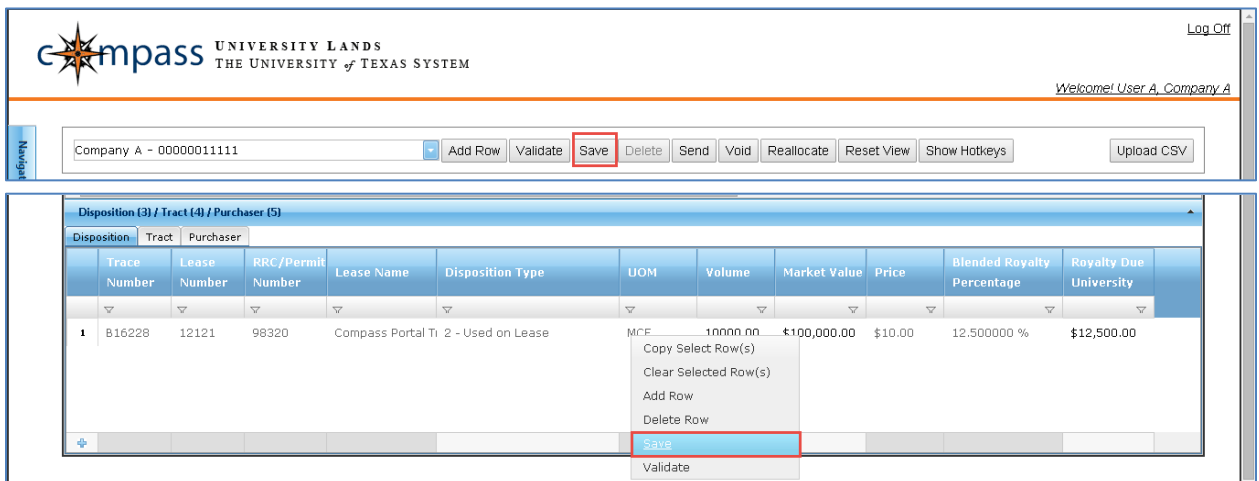 Log Off
compass UNIVERSITY LANDS
THE UNIVERSITY of TEXAS SYSTEM
Welcome! User A, Company A
Navigat
Company A - 00000011111 Add Row Validate Save Delete Send Void Reallocate Reset View Show Hotkeys Upload CSV
Disposition (3) / Tract (4) / Purchaser (5)
Disposition Tract Purchaser
Trace Number Lease Number RRC/Permit Number Lease Name Disposition Type UOM Volume Market Value Price Blended Royalty Percentage Royalty Due University
1 B16228 12121 98320 Compass Portal Tr 2 - Used on Lease MCF 10000.00 $100,000.00 $10.00 12.500000 % $12,500.00
Copy Select Row(s)
Clear Selected Row(s)
Add Row
Delete Row
Save
Validate